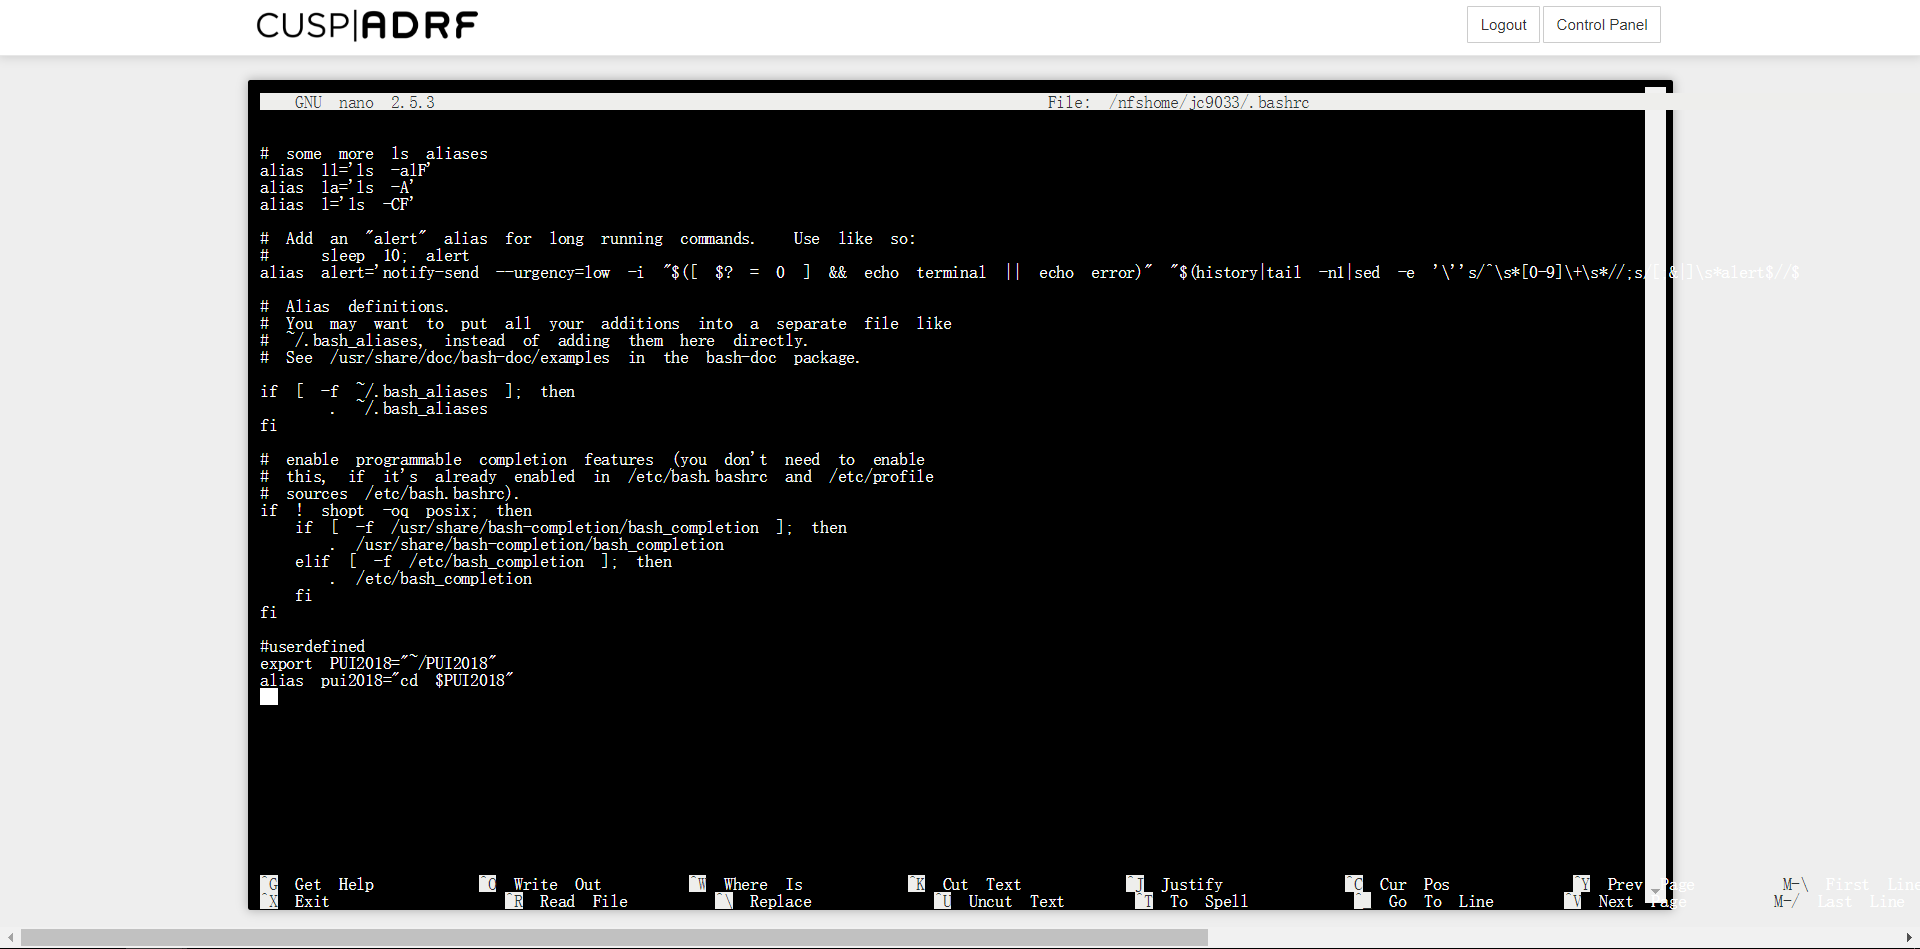 CUSP|ADRF
Logout
Control Panel
GNU nano 2.5.3 File: /nfshome/jc9033/.bashrc
# some more ls aliases
alias ll='ls -alF'
alias la='ls -A'
alias l='ls -CF'
# Add an "alert" alias for long running commands. Use like so:
# sleep 10; alert
alias alert='notify-send --urgency=low -i "$([ $? = 0 ] && echo terminal || echo error)" "$(history|tail -n1|sed -e '\''s/^\s*[0-9]\+\s*//;s/[;&|]\s*alert$//$
# Alias definitions.
# You may want to put all your additions into a separate file like
# ~/.bash_aliases, instead of adding them here directly.
# See /usr/share/doc/bash-doc/examples in the bash-doc package.
if [ -f ~/.bash_aliases ]; then
. ~/.bash_aliases
fi
# enable programmable completion features (you don't need to enable
# this, if it's already enabled in /etc/bash.bashrc and /etc/profile
# sources /etc/bash.bashrc).
if ! shopt -oq posix; then
if [ -f /usr/share/bash-completion/bash_completion ]; then
. /usr/share/bash-completion/bash_completion
elif [ -f /etc/bash_completion ]; then
. /etc/bash_completion
fi
fi
#userdefined
export PUI2018="~/PUI2018"
alias pui2018="cd $PUI2018"
^G Get Help ^O Write Out ^W Where Is ^K Cut Text ^J Justify ^C Cur Pos ^Y Prev Page M-\ First Line
^X Exit ^R Read File ^\ Replace ^U Uncut Text ^T To Spell ^_ Go To Line ^V Next Page M-/ Last Line